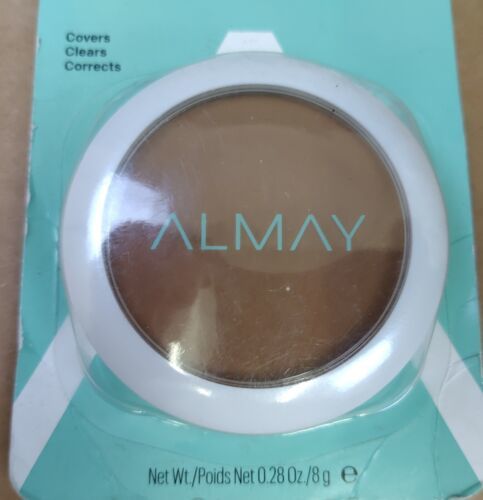 Covers
Clears
Corrects
ALMAY
Net Wt./Poids Net 0.28 Oz./8 g ℮